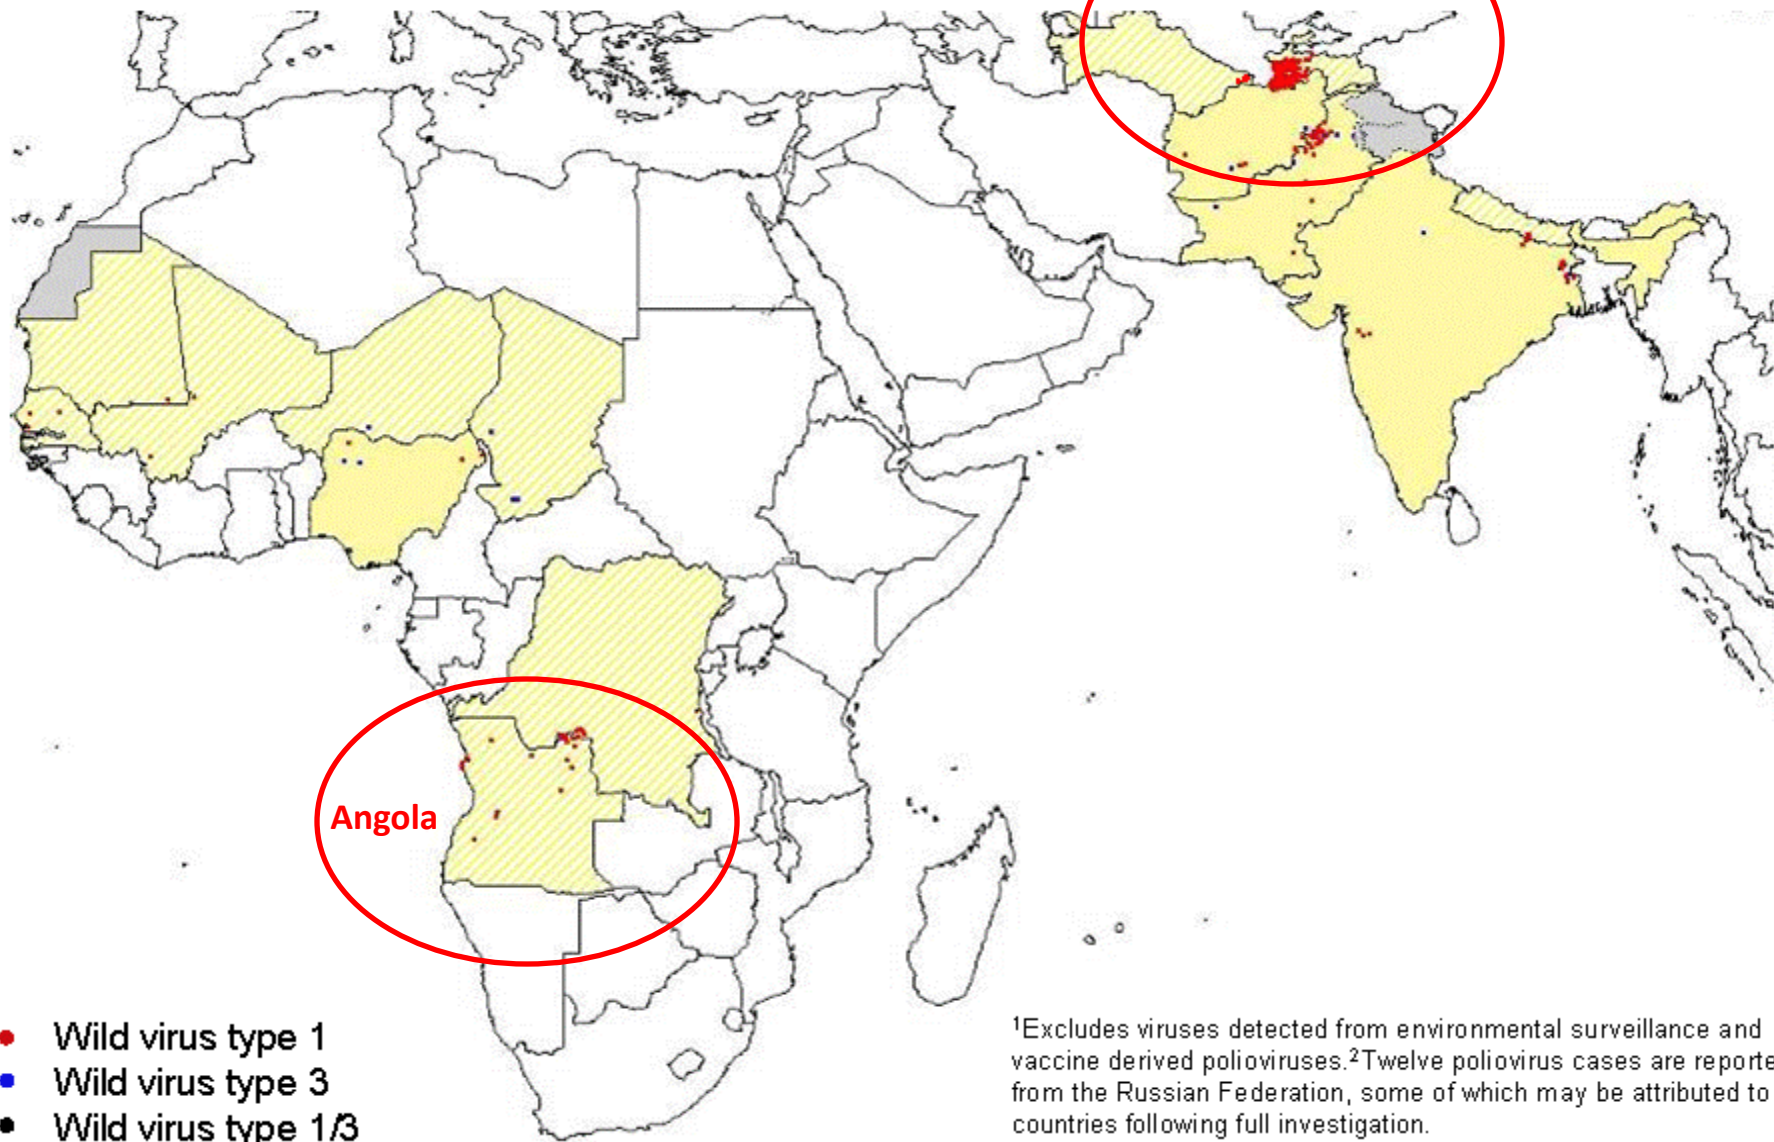 Angola
Wild virus type 1
Wild virus type 3
Wild virus type 1/3
¹Excludes viruses detected from environmental surveillance and
vaccine derived polioviruses.²Twelve poliovirus cases are reporte
from the Russian Federation, some of which may be attributed to
countries following full investigation.